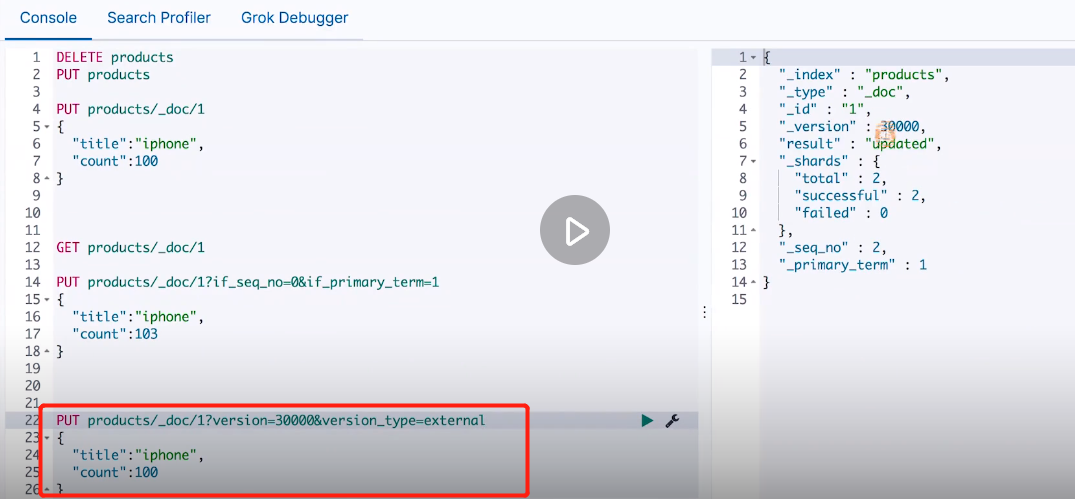 Console Search Profiler Grok Debugger
1 DELETE products
2 PUT products
3
4 PUT products/_doc/1
5 {
6 "title":"iphone",
7 "count":100
8 }
9
10
11
12 GET products/_doc/1
13
14 PUT products/_doc/1?if_seq_no=0&if_primary_term=1
15 {
16 "title":"iphone",
17 "count":103
18 }
19
20
21
22 PUT products/_doc/1?version=30000&version_type=external
23 {
24 "title":"iphone",
25 "count":100
26 }
1 {
2 "_index" : "products",
3 "_type" : "_doc",
4 "_id" : "1",
5 "_version" : 30000,
6 "result" : "updated",
7 "_shards" : {
8 "total" : 2,
9 "successful" : 2,
10 "failed" : 0
11 },
12 "_seq_no" : 2,
13 "_primary_term" : 1
14 }
15